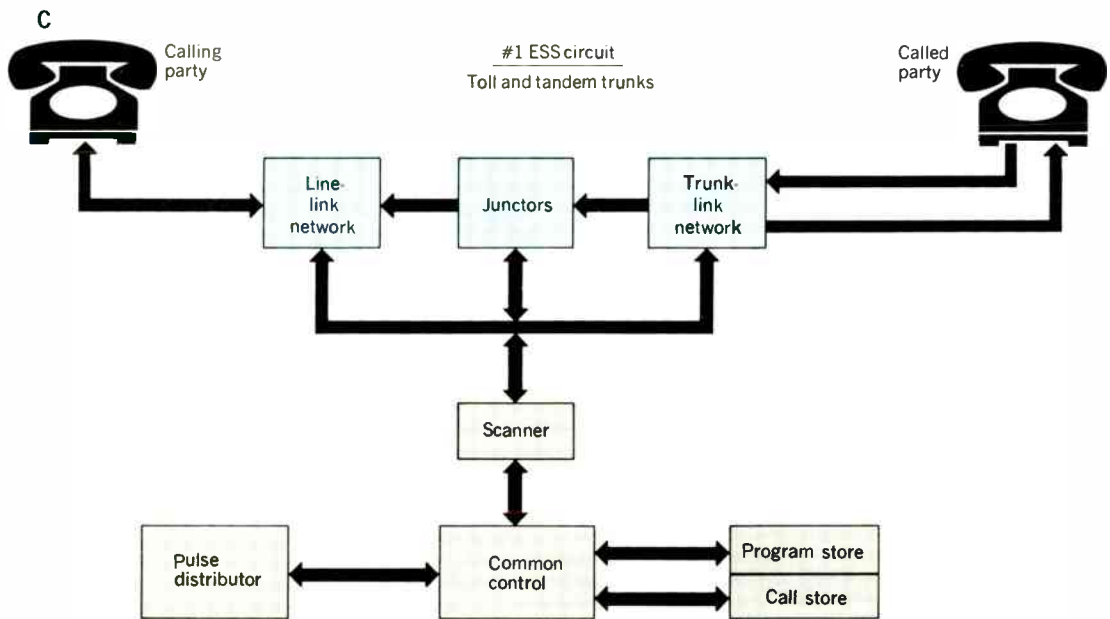 C
Calling
party
#1 ESS circuit
Toll and tandem trunks
Called
party
Line-
link
network
Junctors
Trunk-
link
network
Scanner
Pulse
distributor
Common
control
Program store
Call store